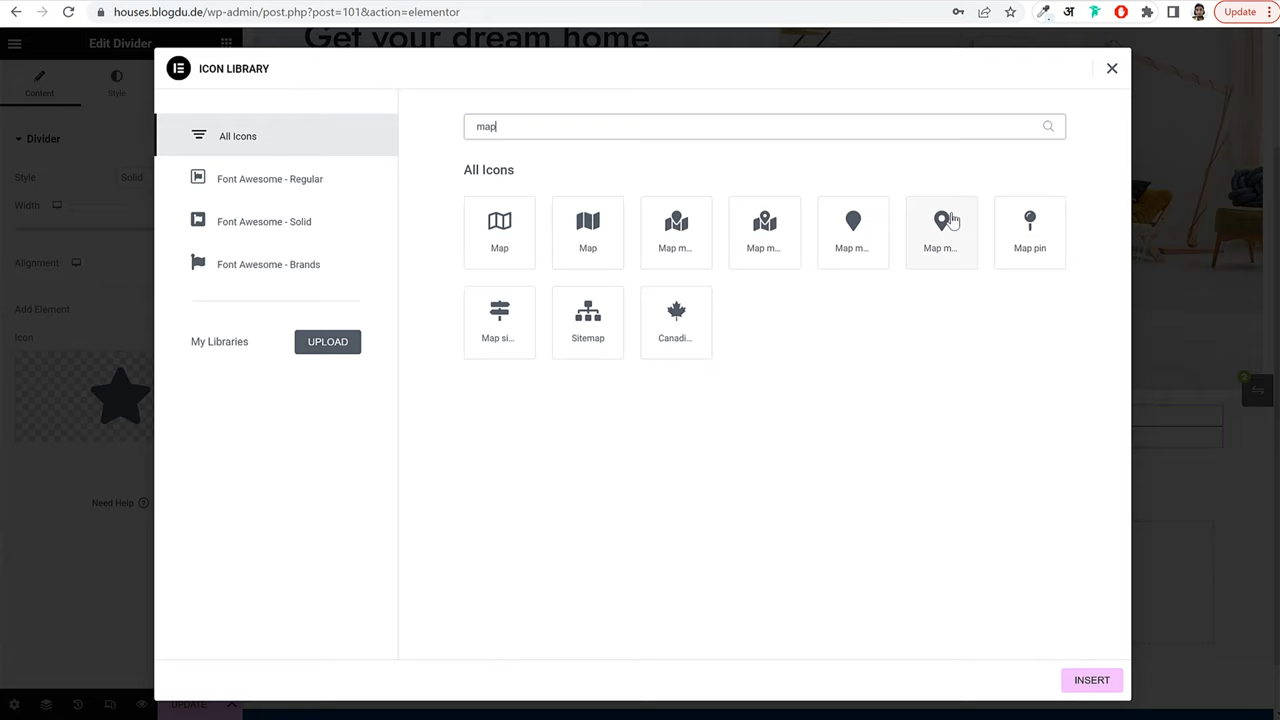 houses.blogdu.de/wp-admin/post.php?post=101&action=elementor
अ
Update
Edit Divider
Get your dream home
ICON LIBRARY
Content
Style
All Icons
map
Divider
All Icons
Style
Solid
Font Awesome - Regular
Width
Font Awesome - Solid
Map
Map
Map m...
Map m...
Map m...
Map m...
Map pin
Alignment
Font Awesome - Brands
Add Element
Icon
My Libraries
UPLOAD
Map si...
Sitemap
Canadi...
Need Help
INSERT
UPDATE